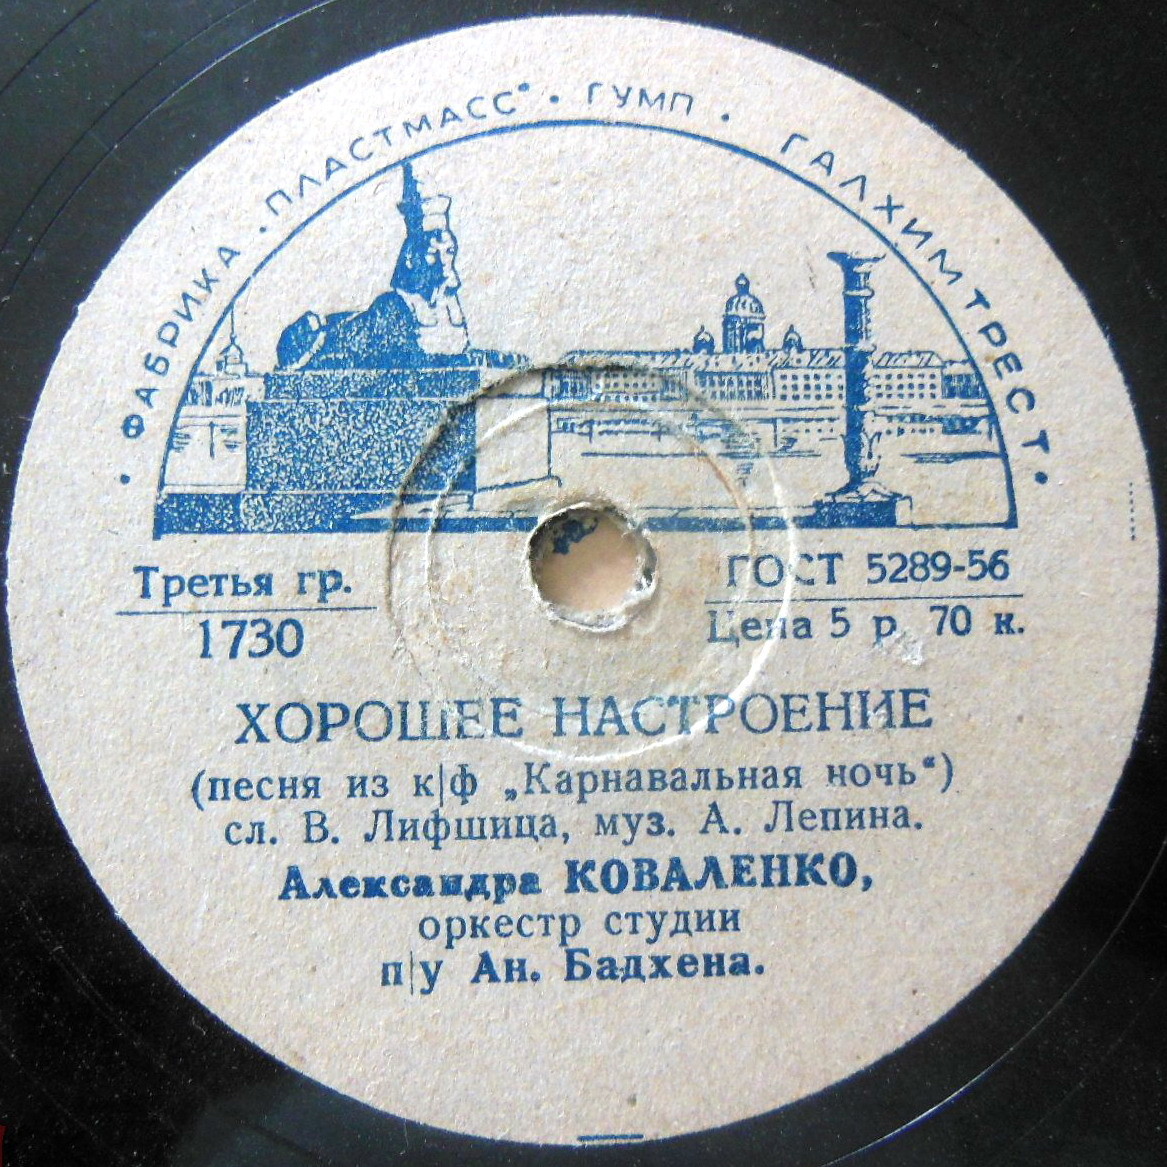 • ФАБРИКА • ПЛАСТМАСС" • ГУМП • ГАЛХИМТРЕСТ •
Третья гр.
1730
ГОСТ 5289-56
Цена 5 р. 70 к.
ХОРОШЕЕ НАСТРОЕНИЕ
(песня из к|ф „Карнавальная ночь“)
сл. В. Лифшица, муз. А. Лепина.
Александра КОВАЛЕНКО,
оркестр студии
п|у Ан. Бадхена.